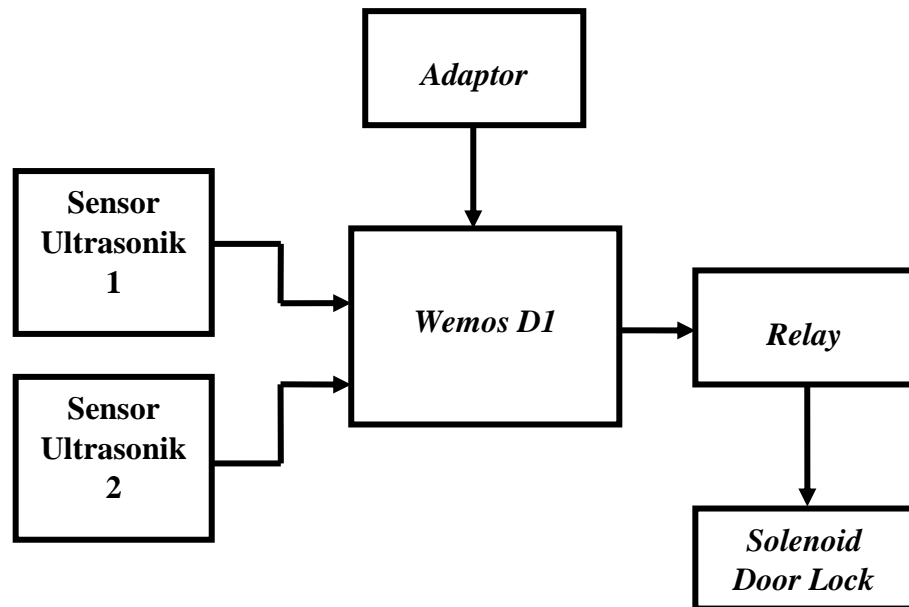 Adaptor
Sensor
Ultrasonik
1
Wemos D1
Relay
Sensor
Ultrasonik
2
Solenoid
Door Lock